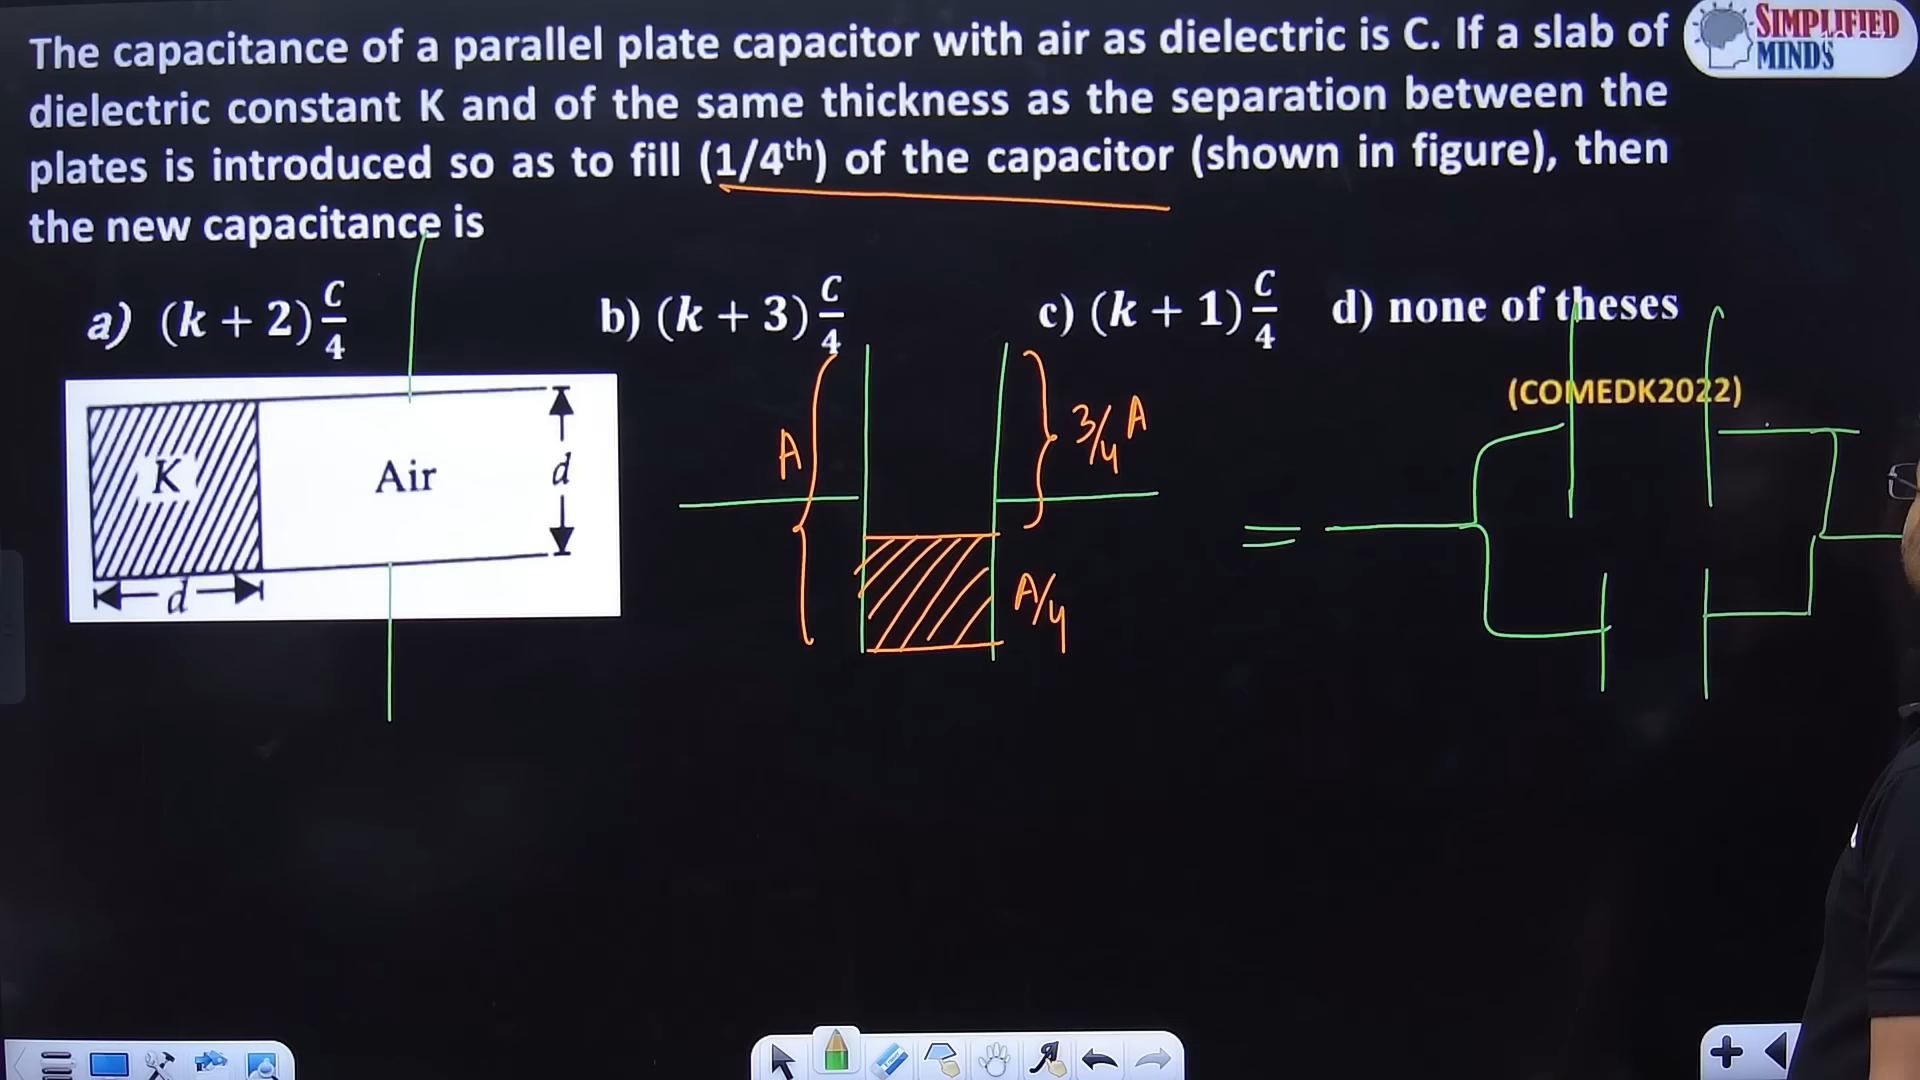 The capacitance of a parallel plate capacitor with air as dielectric is C. If a slab of
dielectric constant K and of the same thickness as the separation between the
plates is introduced so as to fill (1/4th) of the capacitor (shown in figure), then
the new capacitance is
SIMPLIFIED
MINDS
a) (k + 2) C/4 b) (k + 3) C/4 c) (k + 1) C/4 d) none of theses
(COMEDK2022)
K Air d
d
A 3/4 A
A/4
=